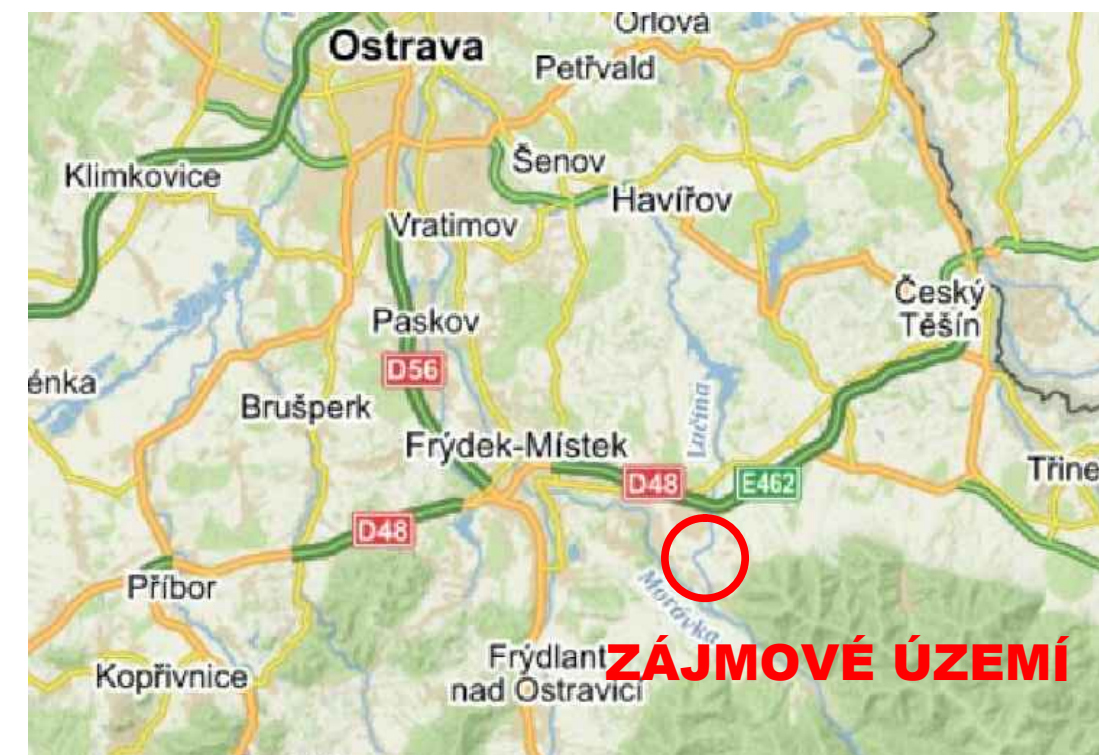 Orlová
Ostrava
Petřvald
Šenov
Klimkovice
Havířov
Vratimov
Český
Těšín
Paskov
D56
énka
Brušperk
Lučina
Frýdek-Místek
D48
E462
Třine
D48
Příbor
Morávka
Frýdlant
nad Ostravicí
ZÁJMOVÉ ÚZEMÍ
Kopřivnice